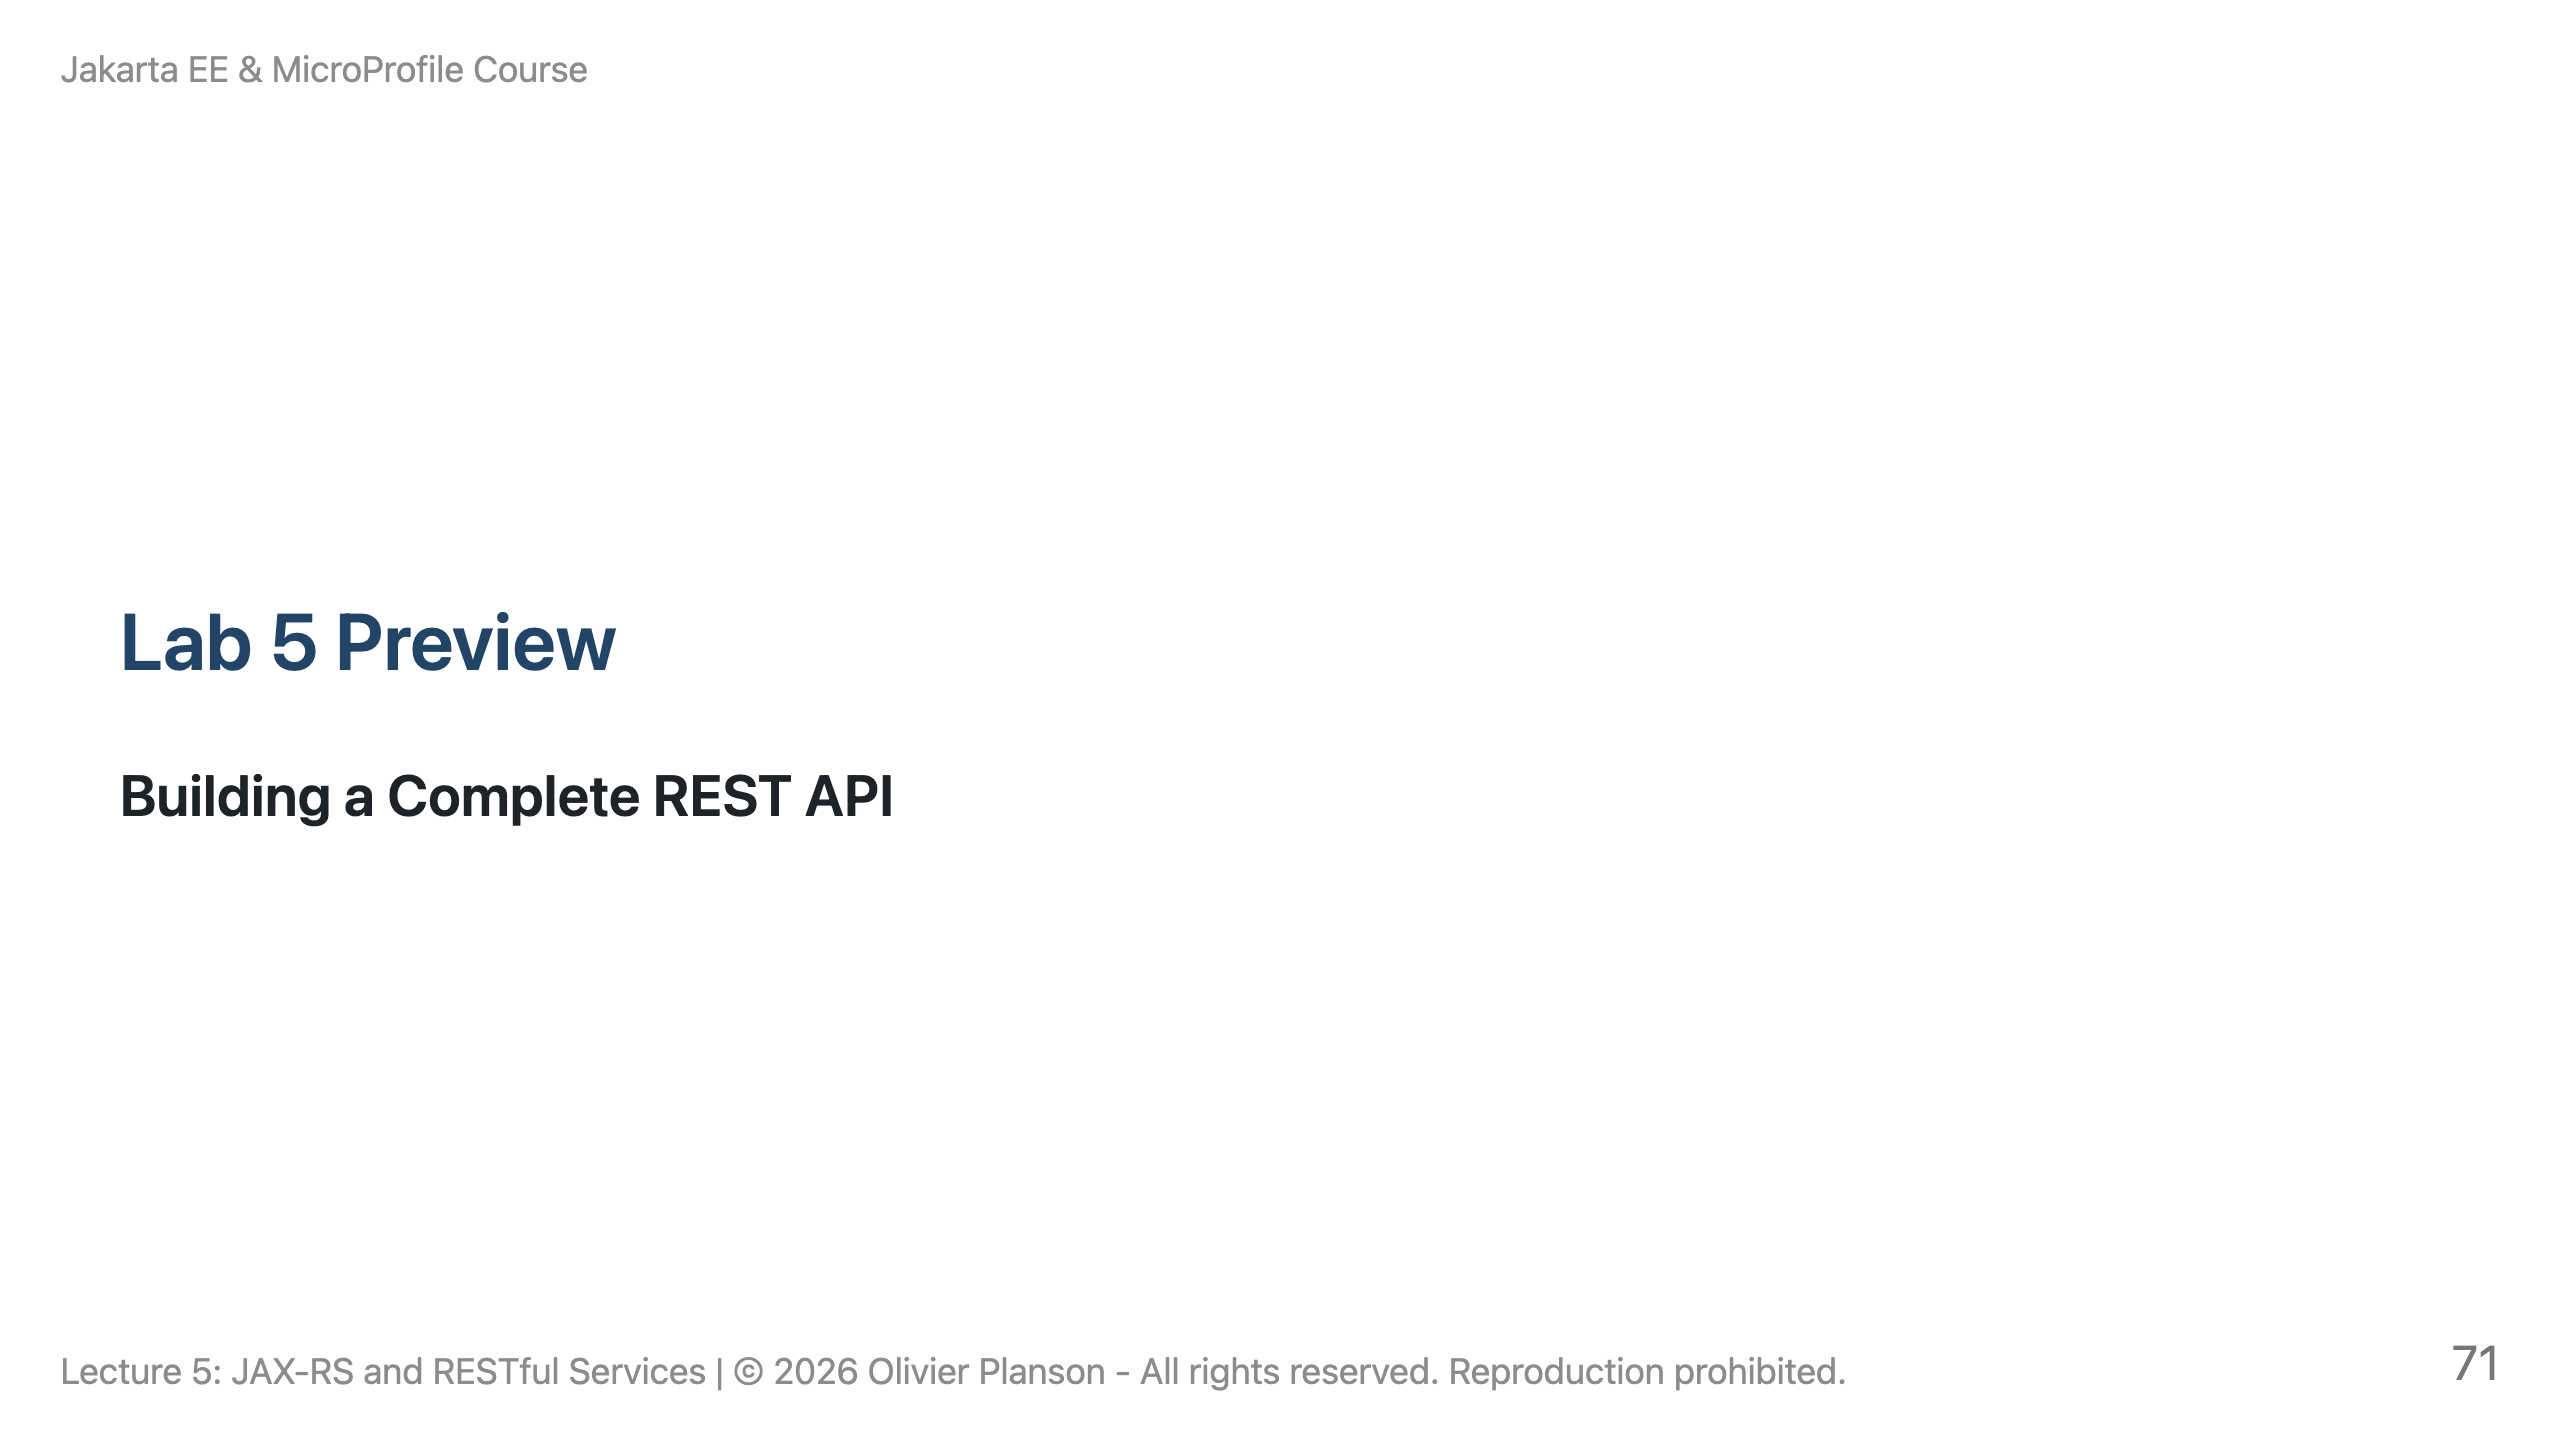 Jakarta EE & MicroProfile Course
Lab 5 Preview
Building a Complete REST API
Lecture 5: JAX-RS and RESTful Services | © 2026 Olivier Planson - All rights reserved. Reproduction prohibited.
71